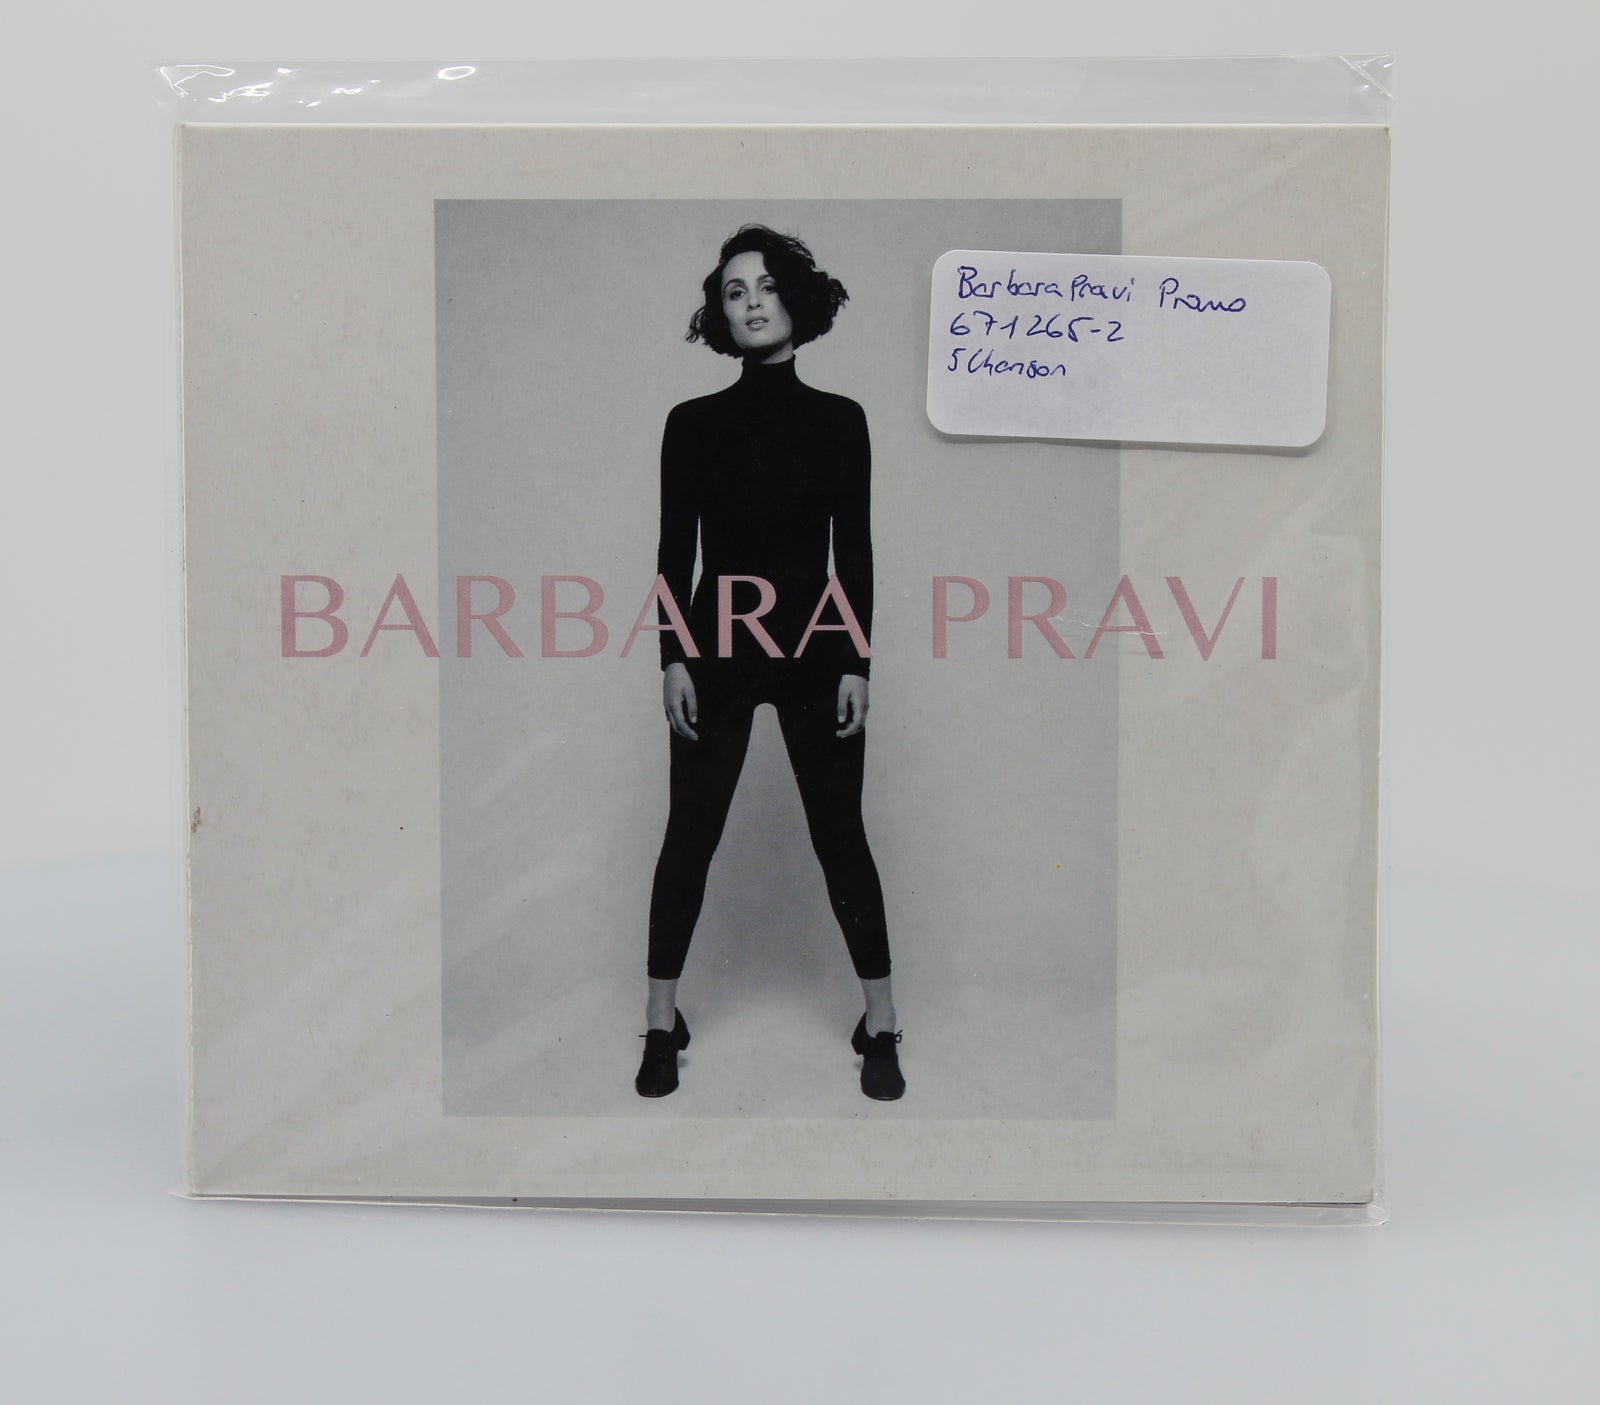 Barbara Pravi Promo
671265-2
5 Chanson
BARBARA PRAVI